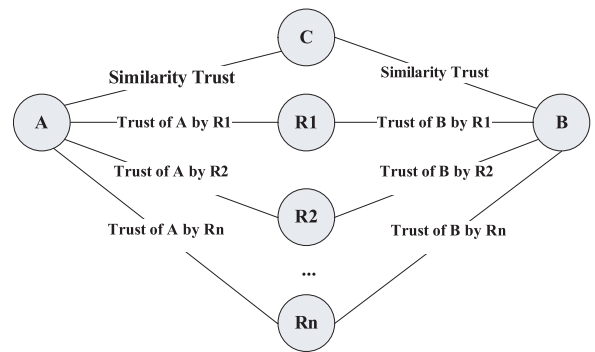 C
Similarity Trust
Similarity Trust
A
Trust of A by R1
R1
Trust of B by R1
B
Trust of A by R2
Trust of B by R2
R2
Trust of A by Rn
Trust of B by Rn
...
Rn